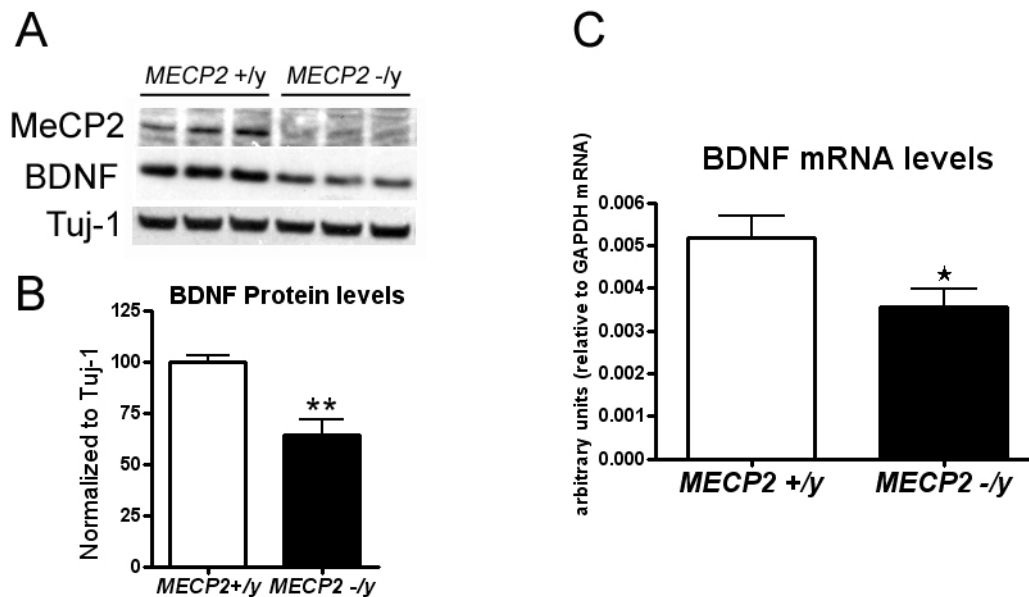 A
MECP2 +/y MECP2 -/y
MeCP2
BDNF
Tuj-1
B
BDNF Protein levels
Normalized to Tuj-1
125
100
75
50
25
0
**
MECP2+/y MECP2 -/y
C
BDNF mRNA levels
arbitrary units (relative to GAPDH mRNA)
0.006
0.005
0.004
0.003
0.002
0.001
0.000
★
MECP2 +/y MECP2 -/y